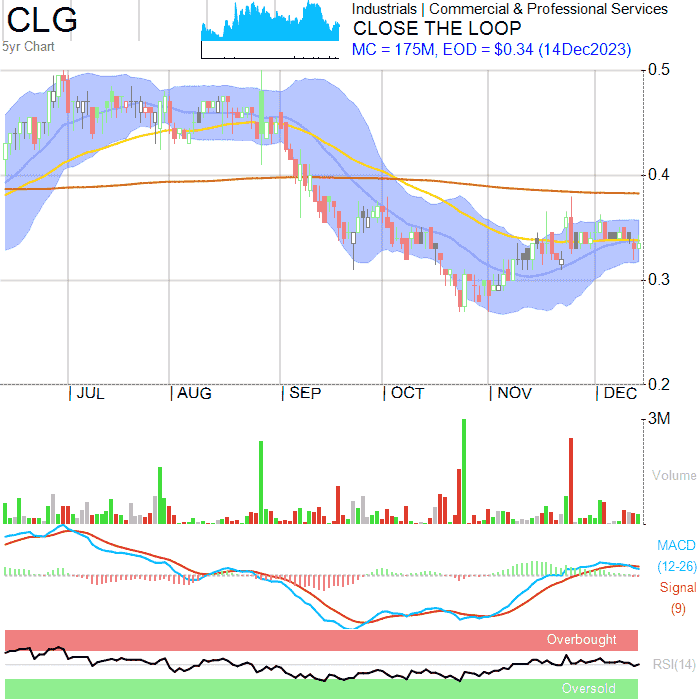 CLG
5yr Chart
Industrials | Commercial & Professional Services
CLOSE THE LOOP
MC = 175M, EOD = $0.34 (14Dec2023)
0.5
0.4
0.3
0.2
| JUL | AUG | SEP | OCT | NOV | DEC
3M
Volume
MACD
(12-26)
Signal
(9)
Overbought
RSI(14)
Oversold